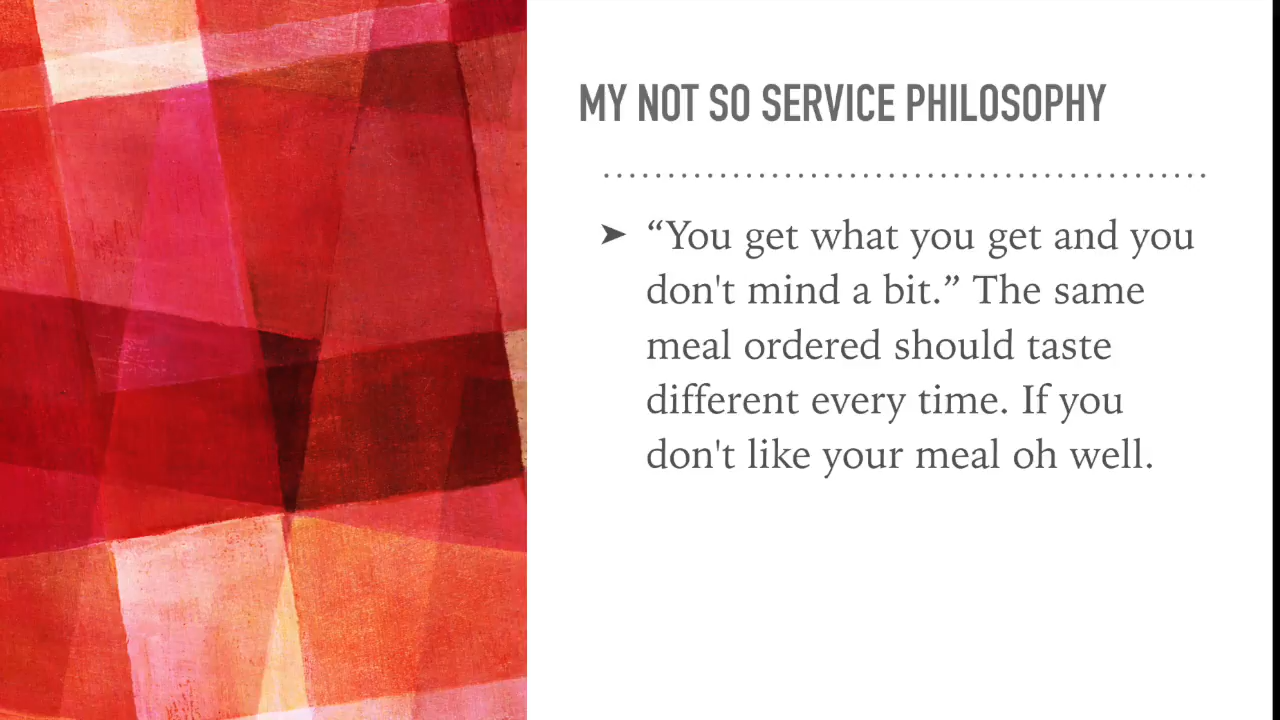 MY NOT SO SERVICE PHILOSOPHY
➤ “You get what you get and you
don't mind a bit.” The same
meal ordered should taste
different every time. If you
don't like your meal oh well.